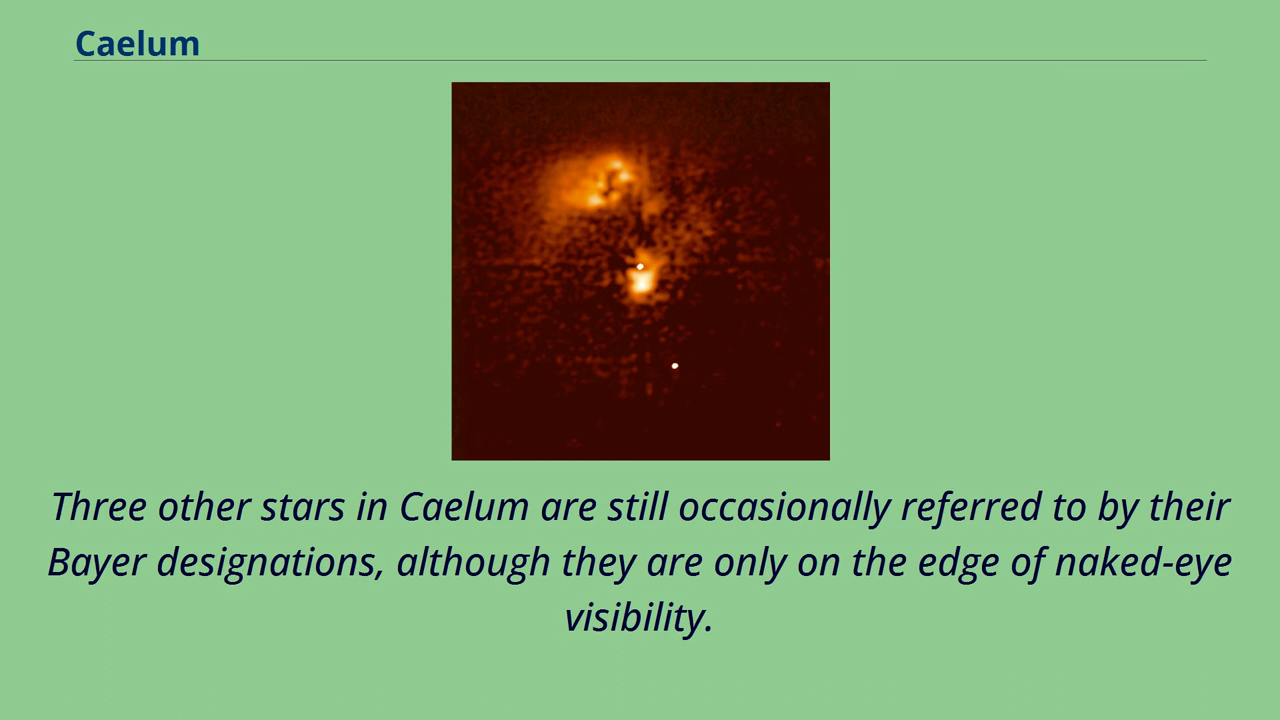 Caelum
Three other stars in Caelum are still occasionally referred to by their
Bayer designations, although they are only on the edge of naked-eye
visibility.